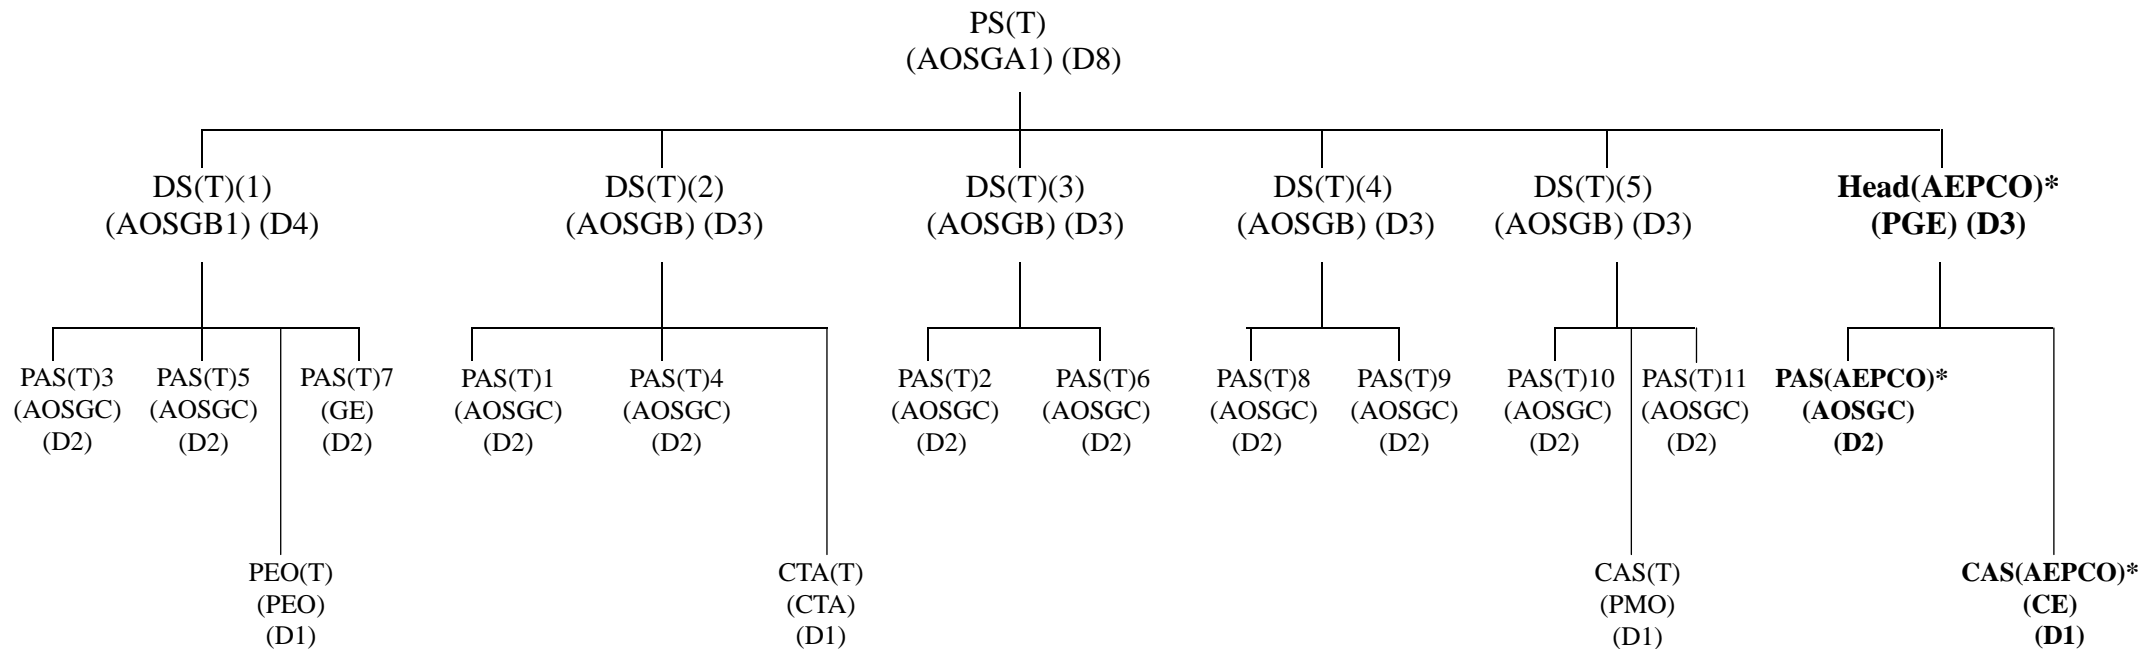 PS(T)
(AOSGA1) (D8)
DS(T)(1)
(AOSGB1) (D4)
DS(T)(2)
(AOSGB) (D3)
DS(T)(3)
(AOSGB) (D3)
DS(T)(4)
(AOSGB) (D3)
DS(T)(5)
(AOSGB) (D3)
Head(AEPCO)*
(PGE) (D3)
PAS(T)3
(AOSGC)
(D2)
PAS(T)5
(AOSGC)
(D2)
PAS(T)7
(GE)
(D2)
PAS(T)1
(AOSGC)
(D2)
PAS(T)4
(AOSGC)
(D2)
PAS(T)2
(AOSGC)
(D2)
PAS(T)6
(AOSGC)
(D2)
PAS(T)8
(AOSGC)
(D2)
PAS(T)9
(AOSGC)
(D2)
PAS(T)10
(AOSGC)
(D2)
PAS(T)11
(AOSGC)
(D2)
PAS(AEPCO)*
(AOSGC)
(D2)
PEO(T)
(PEO)
(D1)
CTA(T)
(CTA)
(D1)
CAS(T)
(PMO)
(D1)
CAS(AEPCO)*
(CE)
(D1)